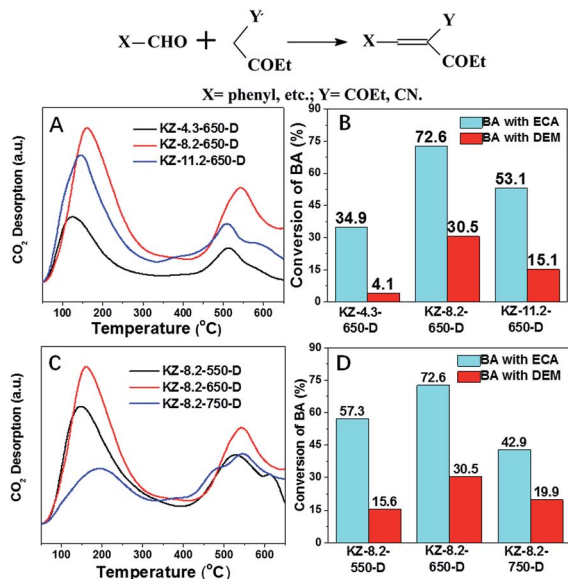 X—CHO + Y COEt → X Y COEt
X= phenyl, etc.; Y= COEt, CN.
A
KZ-4.3-650-D
KZ-8.2-650-D
KZ-11.2-650-D
CO2 Desorption (a.u.)
100 200 300 400 500 600
Temperature (°C)
B
BA with ECA
BA with DEM
Conversion of BA (%)
90
75
60
45
30
15
34.9
4.1
72.6
30.5
53.1
15.1
KZ-4.3-650-D
KZ-8.2-650-D
KZ-11.2-650-D
C
KZ-8.2-550-D
KZ-8.2-650-D
KZ-8.2-750-D
CO2 Desorption (a.u.)
100 200 300 400 500 600
Temperature (°C)
D
BA with ECA
BA with DEM
Conversion of BA (%)
90
75
60
45
30
15
0
57.3
15.6
72.6
30.5
42.9
19.9
KZ-8.2-550-D
KZ-8.2-650-D
KZ-8.2-750-D